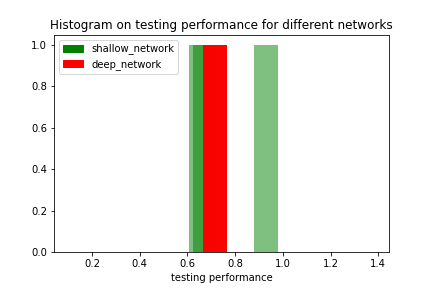 Histogram on testing performance for different networks
shallow_network
deep_network
1.0
0.8
0.6
0.4
0.2
0.0
0.2 0.4 0.6 0.8 1.0 1.2 1.4
testing performance